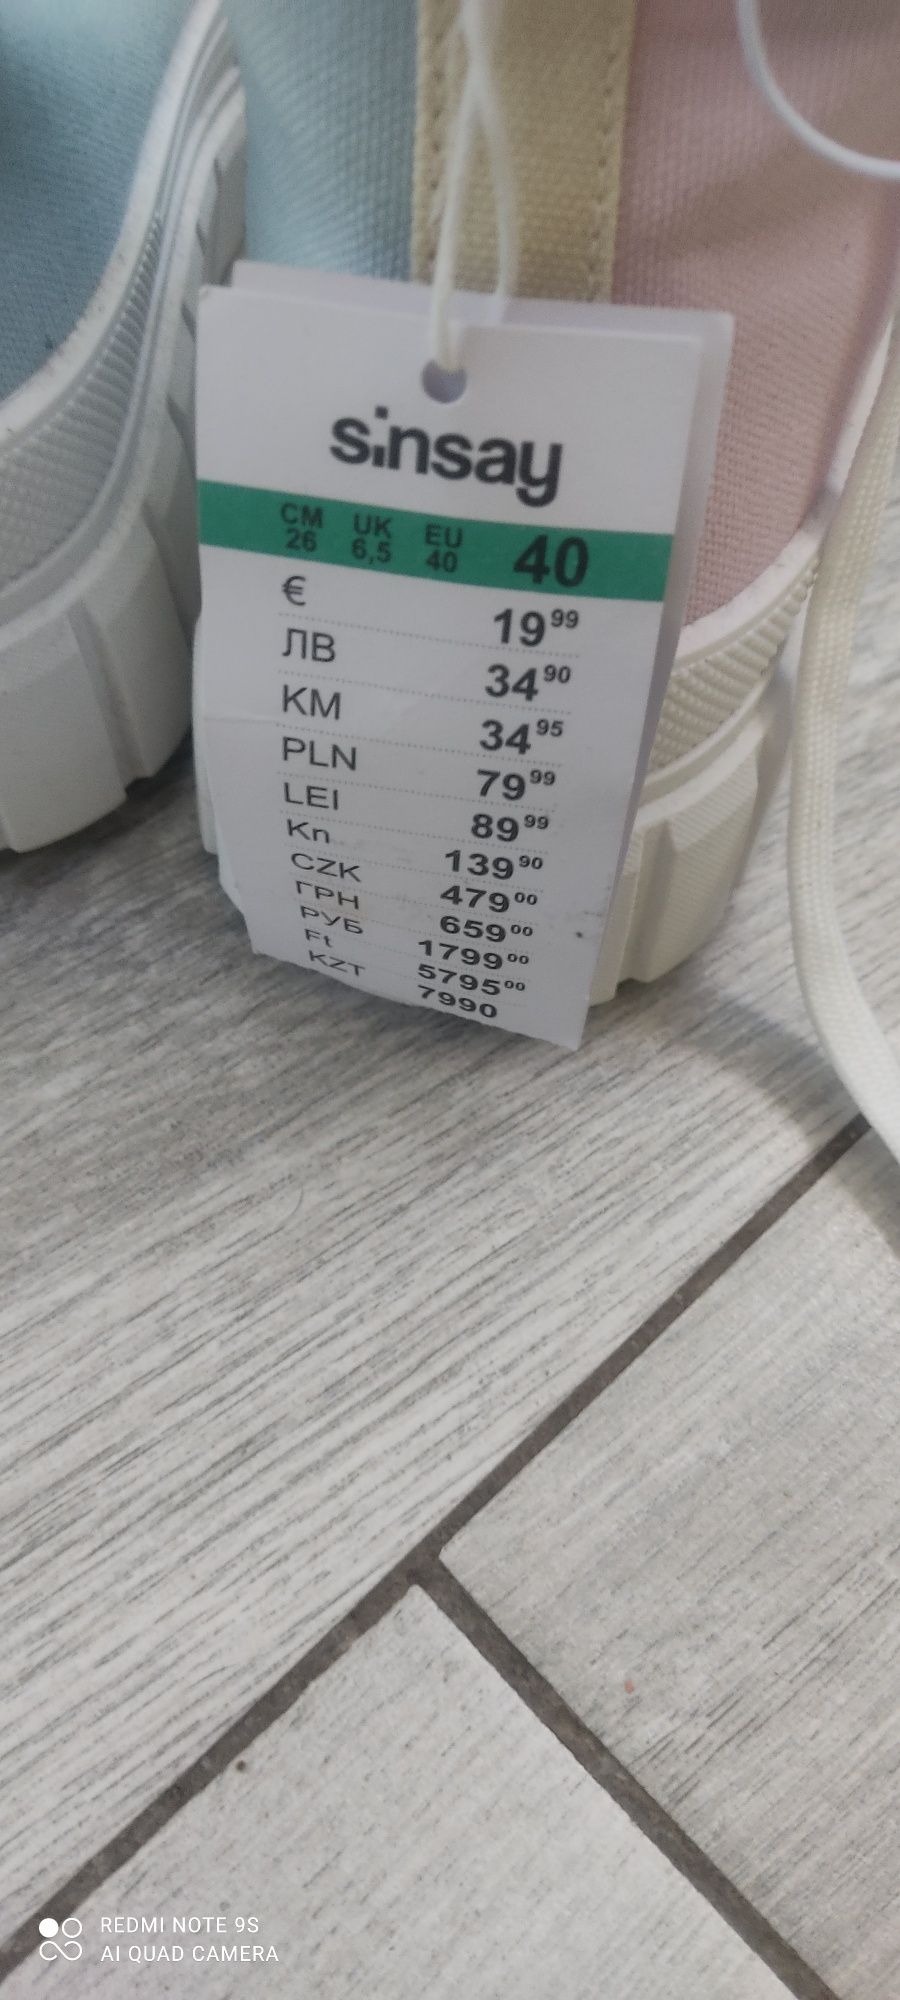 sinsay
CM UK EU
26 6,5 40 40
€ 19⁹⁹
ЛВ 34⁹⁰
KM 34⁹⁵
PLN 79⁹⁹
LEI 89⁹⁹
Kn 139⁹⁰
CZK 479⁰⁰
ГРН 659⁰⁰
РУБ 1799⁰⁰
Ft 5795⁰⁰
KZT 7990
REDMI NOTE 9S
AI QUAD CAMERA